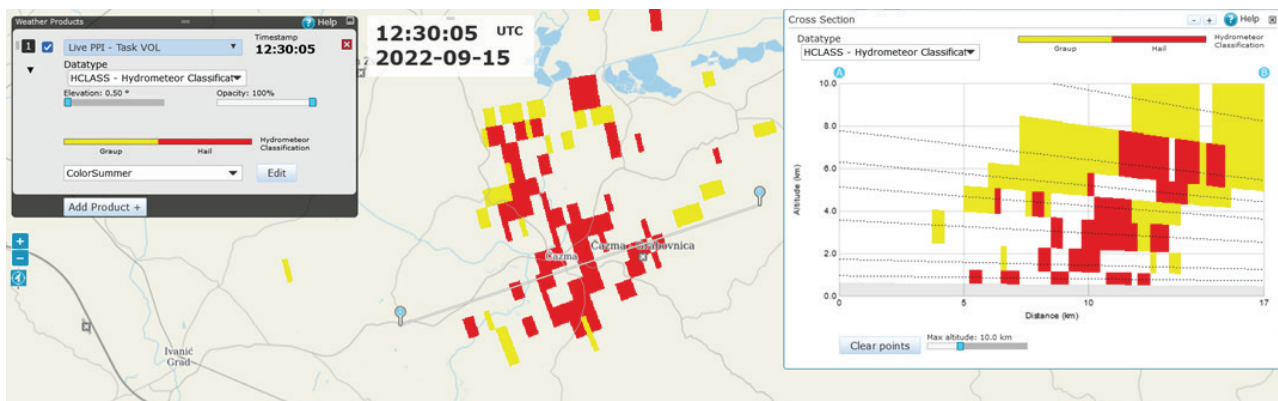 Weather Products
Help
1
Live PPI - Task VOL
Timestamp
12:30:05
Datatype
HCLASS - Hydrometeor Classificat
Elevation: 0.50 °
Opacity: 100%
Graup
Hail
Hydrometeor
Classification
ColorSummer
Edit
Add Product +
+
−
12:30:05 UTC
2022-09-15
Čazma
Čazma - Grabovnica
Ivanić
Grad
Cross Section
- +
Help
Datatype
HCLASS - Hydrometeor Classificat
Graup
Hail
Hydrometeor
Classification
A
B
10.0
8.0
6.0
4.0
2.0
0.0
Altitude (km)
0
5
10
17
Distance (km)
Clear points
Max altitude: 10.0 km